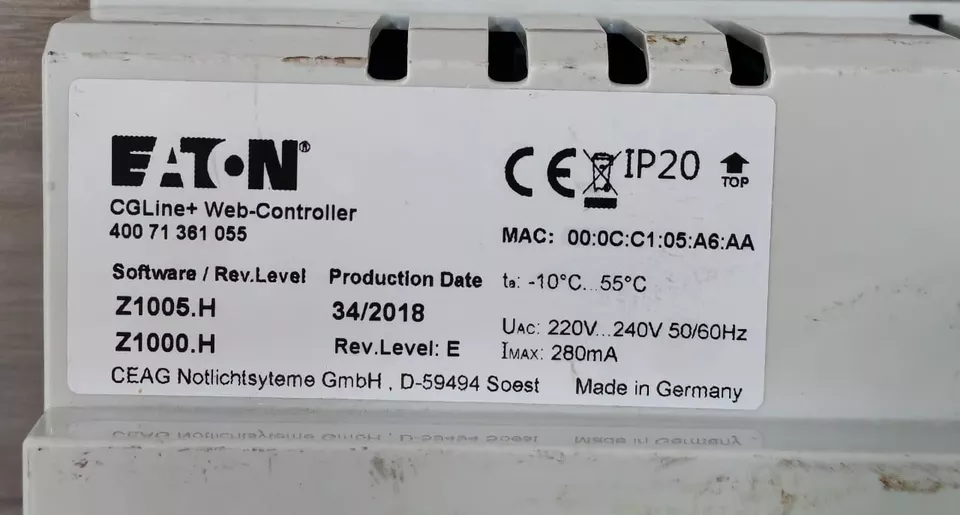 EATON®
CGLine+ Web-Controller
400 71 361 055
Software / Rev.Level
Z1005.H
Z1000.H
Production Date
34/2018
Rev.Level: E
CE IP20
TOP
MAC: 00:0C:C1:05:A6:AA
ta: -10°C...55°C
UAC: 220V...240V 50/60Hz
IMAX: 280mA
CEAG Notlichtsyteme GmbH , D-59494 Soest
Made in Germany